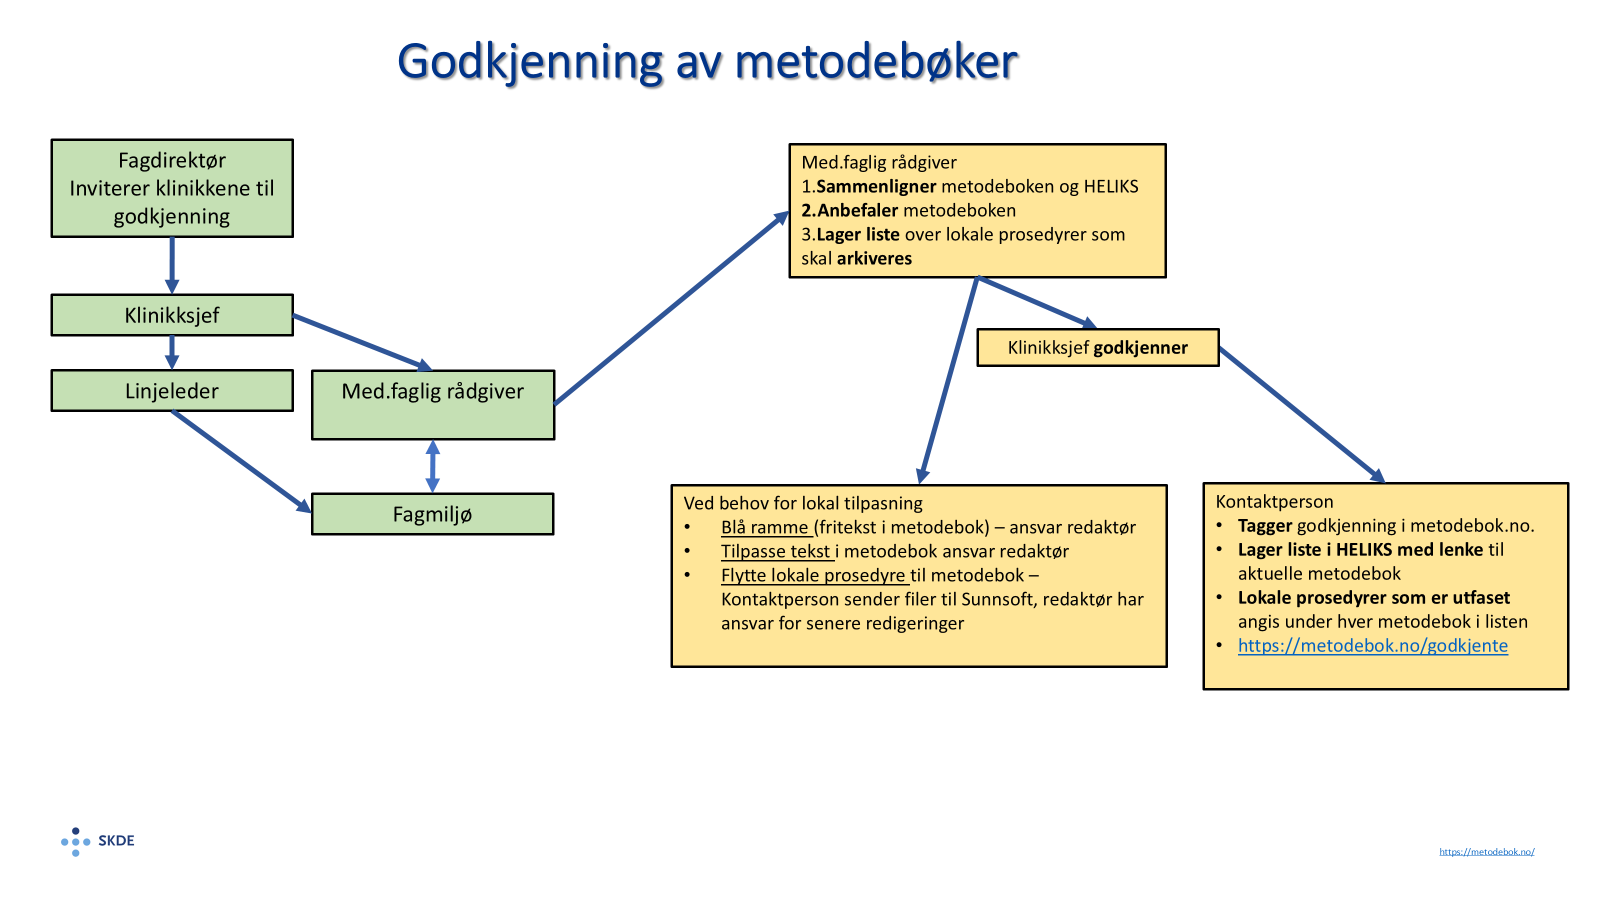 Godkjenning av metodebøker
Fagdirektør
Inviterer klinikkene til
godkjenning
Klinikksjef
Linjeleder
Med.faglig rådgiver
Fagmiljø
Med.faglig rådgiver
1.Sammenligner metodeboken og HELIKS
2.Anbefaler metodeboken
3.Lager liste over lokale prosedyrer som
skal arkiveres
Klinikksjef godkjenner
Ved behov for lokal tilpasning
• Blå ramme (fritekst i metodebok) – ansvar redaktør
• Tilpasse tekst i metodebok ansvar redaktør
• Flytte lokale prosedyre til metodebok –
Kontaktperson sender filer til Sunnsoft, redaktør har
ansvar for senere redigeringer
Kontaktperson
• Tagger godkjenning i metodebok.no.
• Lager liste i HELIKS med lenke til
aktuelle metodebok
• Lokale prosedyrer som er utfaset
angis under hver metodebok i listen
• https://metodebok.no/godkjente
SKDE
https://metodebok.no/